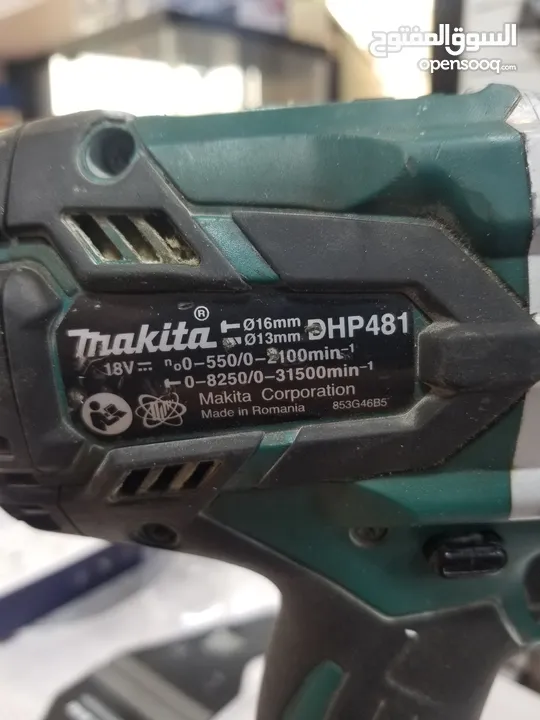 السوق المفتوح
opensooq.com
makita® Ø16mm DHP481
Ø13mm
18V⎓ n₀0-550/0-2100min⁻¹
0-8250/0-31500min⁻¹
Makita Corporation
Made in Romania 853G46B5